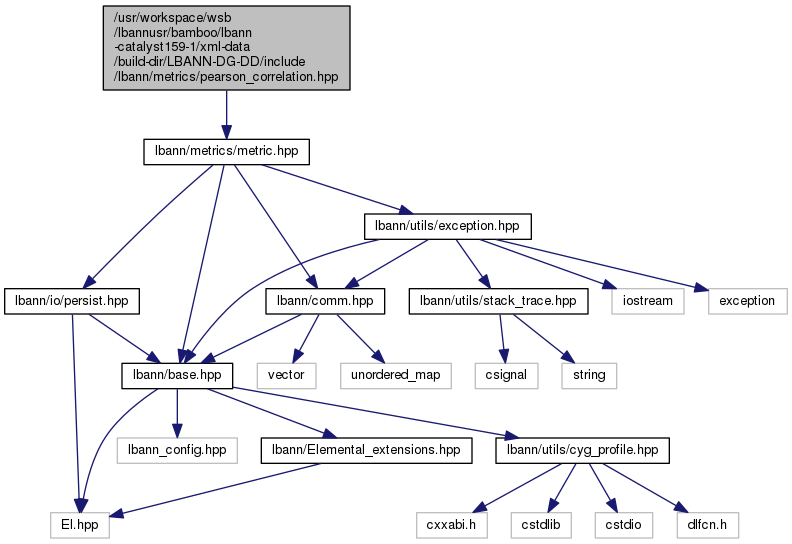 /usr/workspace/wsb
/lbannusr/bamboo/lbann
-catalyst159-1/xml-data
/build-dir/LBANN-DG-DD/include
/lbann/metrics/pearson_correlation.hpp
lbann/metrics/metric.hpp
lbann/utils/exception.hpp
lbann/io/persist.hpp
lbann/comm.hpp
lbann/utils/stack_trace.hpp
iostream
exception
lbann/base.hpp
vector
unordered_map
csignal
string
lbann_config.hpp
lbann/Elemental_extensions.hpp
lbann/utils/cyg_profile.hpp
El.hpp
cxxabi.h
cstdlib
cstdio
dlfcn.h